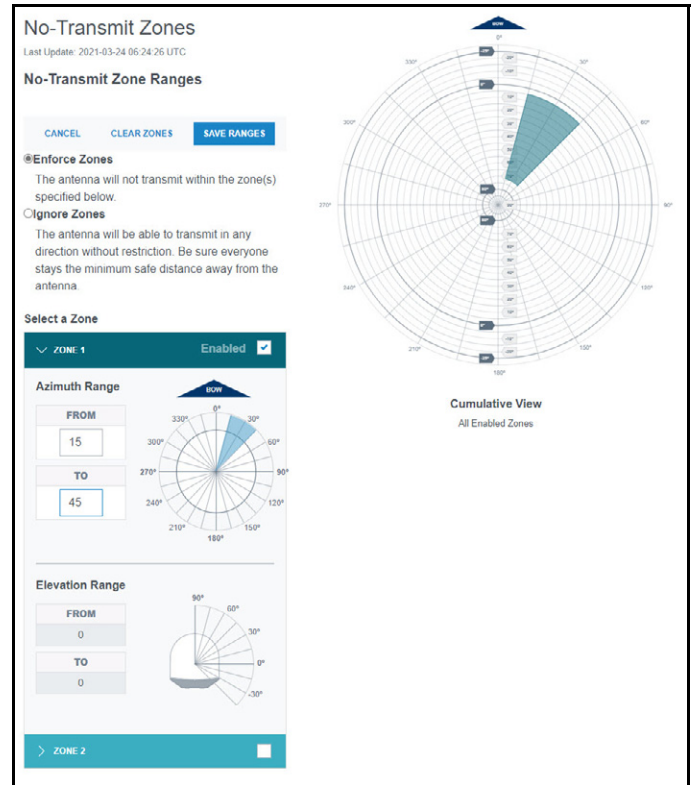 No-Transmit Zones
Last Update: 2021-03-24 06:24:26 UTC
No-Transmit Zone Ranges
CANCEL CLEAR ZONES SAVE RANGES
Enforce Zones
The antenna will not transmit within the zone(s)
specified below.
Ignore Zones
The antenna will be able to transmit in any
direction without restriction. Be sure everyone
stays the minimum safe distance away from the
antenna.
Select a Zone
ZONE 1 Enabled
Azimuth Range
FROM
15
TO
45
BOW
0°
330° 30°
300° 60°
270° 90°
240° 120°
210° 150°
180°
Elevation Range
FROM
0
TO
0
90°
60°
30°
0°
-30°
ZONE 2
BOW
0°
330° 30°
300° 60°
270° 90°
240° 120°
210° 150°
180°
Cumulative View
All Enabled Zones